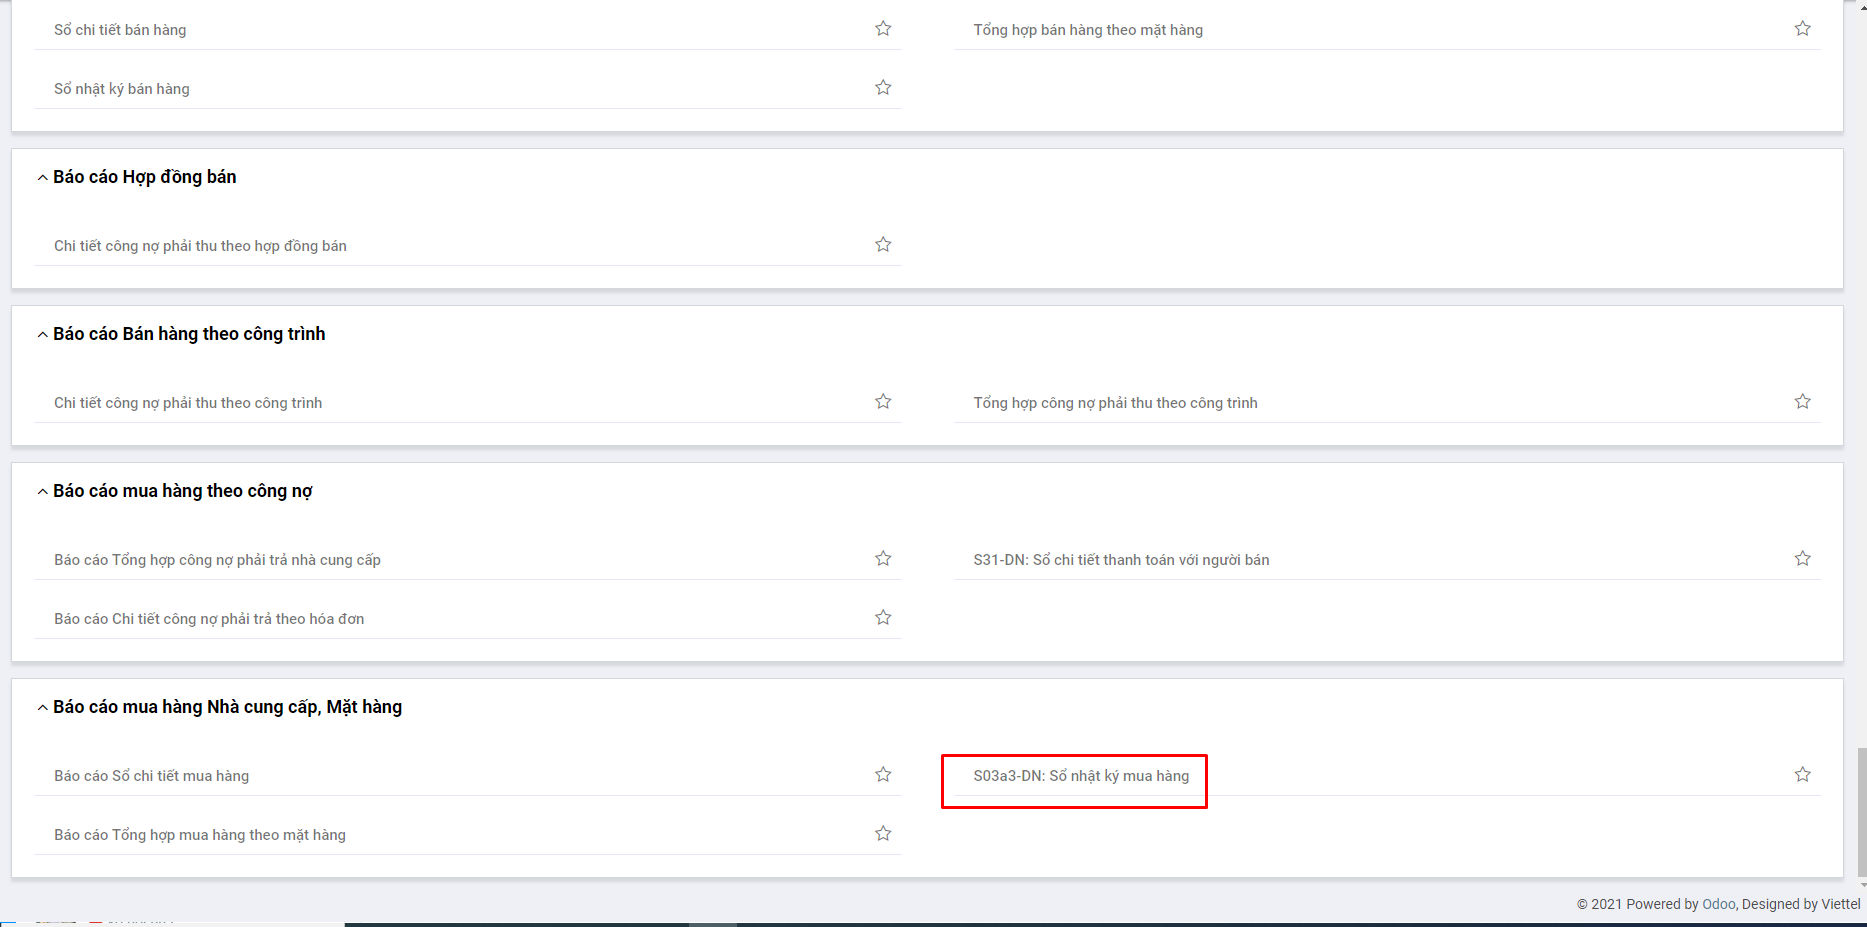 Sổ chi tiết bán hàng
Tổng hợp bán hàng theo mặt hàng
Sổ nhật ký bán hàng
Báo cáo Hợp đồng bán
Chi tiết công nợ phải thu theo hợp đồng bán
Báo cáo Bán hàng theo công trình
Chi tiết công nợ phải thu theo công trình
Tổng hợp công nợ phải thu theo công trình
Báo cáo mua hàng theo công nợ
Báo cáo Tổng hợp công nợ phải trả nhà cung cấp
S31-DN: Sổ chi tiết thanh toán với người bán
Báo cáo Chi tiết công nợ phải trả theo hóa đơn
Báo cáo mua hàng Nhà cung cấp, Mặt hàng
Báo cáo Sổ chi tiết mua hàng
S03a3-DN: Sổ nhật ký mua hàng
Báo cáo Tổng hợp mua hàng theo mặt hàng
© 2021 Powered by Odoo, Designed by Viettel